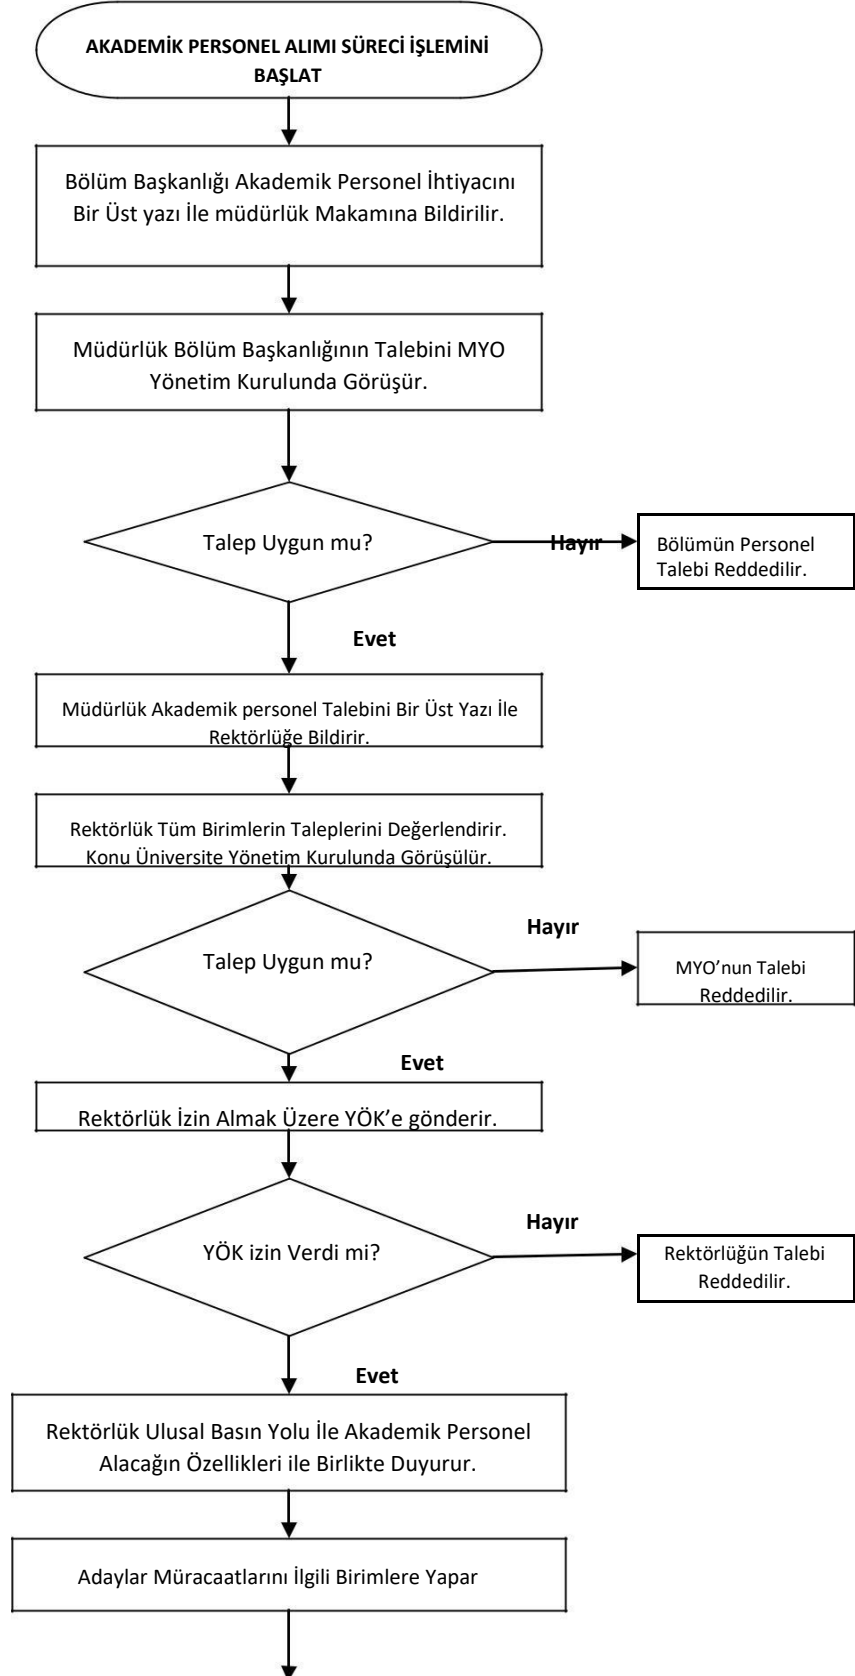 AKADEMİK PERSONEL ALIMI SÜRECİ İŞLEMİNİ
BAŞLAT
Bölüm Başkanlığı Akademik Personel İhtiyacını
Bir Üst yazı İle müdürlük Makamına Bildirilir.
Müdürlük Bölüm Başkanlığının Talebini MYO
Yönetim Kurulunda Görüşür.
Talep Uygun mu?
Hayır
Bölümün Personel
Talebi Reddedilir.
Evet
Müdürlük Akademik personel Talebini Bir Üst Yazı İle
Rektörlüğe Bildirir.
Rektörlük Tüm Birimlerin Taleplerini Değerlendirir.
Konu Üniversite Yönetim Kurulunda Görüşülür.
Talep Uygun mu?
Hayır
MYO’nun Talebi
Reddedilir.
Evet
Rektörlük İzin Almak Üzere YÖK’e gönderir.
YÖK izin Verdi mi?
Hayır
Rektörlüğün Talebi
Reddedilir.
Evet
Rektörlük Ulusal Basın Yolu İle Akademik Personel
Alacağın Özellikleri ile Birlikte Duyurur.
Adaylar Müracaatlarını İlgili Birimlere Yapar